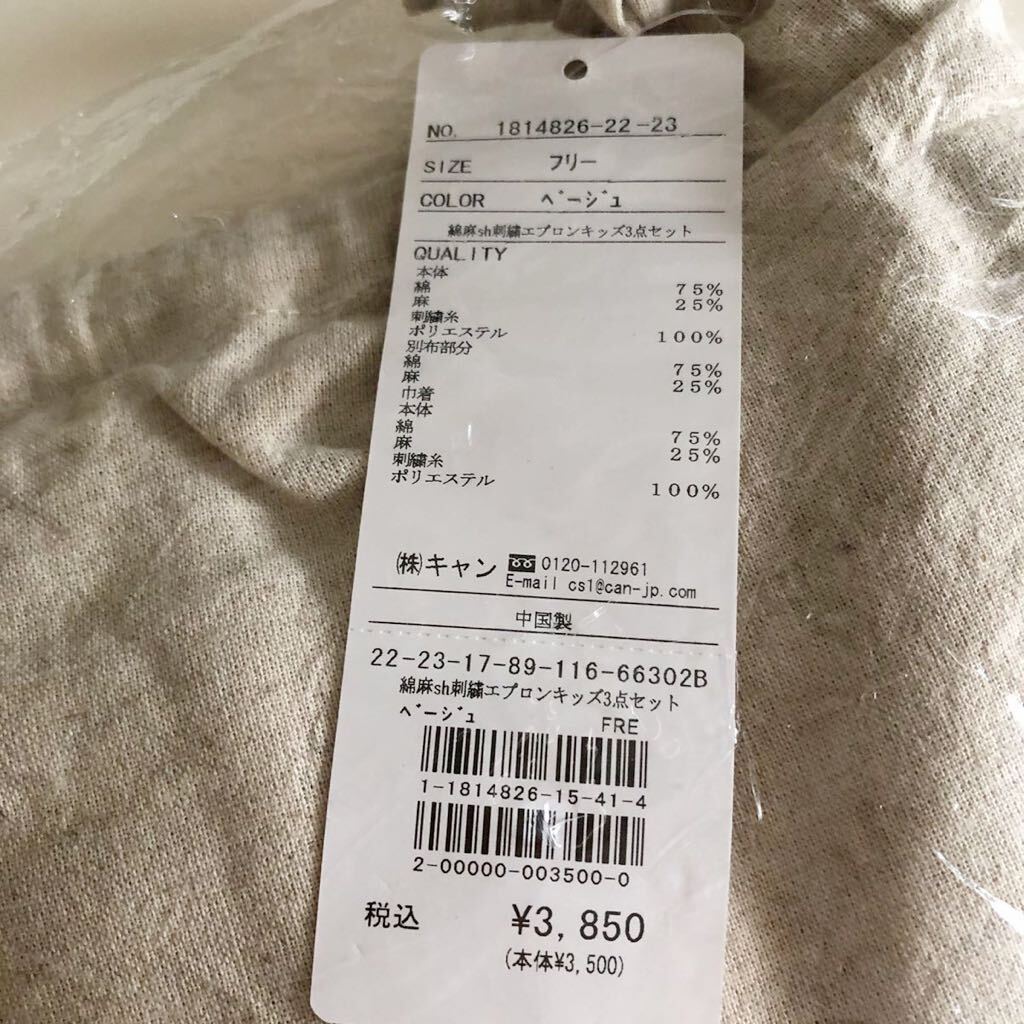 NO. 1814826-22-23
SIZE フリー
COLOR ベージュ
綿麻sh刺繍エプロンキッズ3点セット
QUALITY
本体
綿 75%
麻 25%
刺繍糸
ポリエステル 100%
別布部分
綿 75%
麻 25%
巾着
本体
綿 75%
麻 25%
刺繍糸
ポリエステル 100%
㈱キャン 0120-112961
E-mail cs1@can-jp.com
中国製
22-23-17-89-116-66302B
綿麻sh刺繍エプロンキッズ3点セット
ベージュ FRE
1-1814826-15-41-4
2-00000-003500-0
税込 ¥3,850
(本体¥3,500)